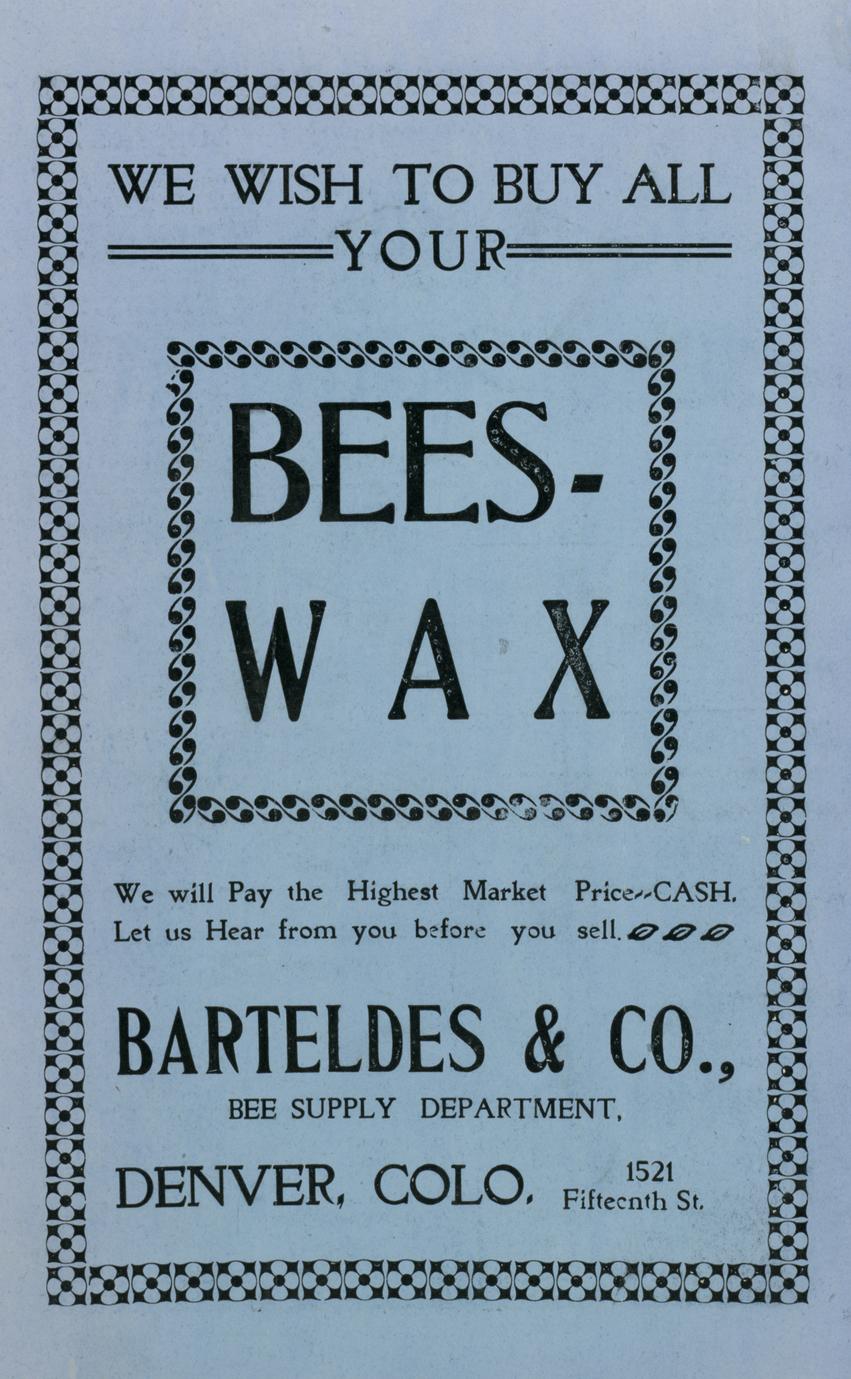 WE WISH TO BUY ALL
YOUR
BEES-
WAX
We will Pay the Highest Market Price--CASH.
Let us Hear from you before you sell.
BARTELDES & CO.,
BEE SUPPLY DEPARTMENT,
DENVER, COLO. 1521
Fifteenth St.